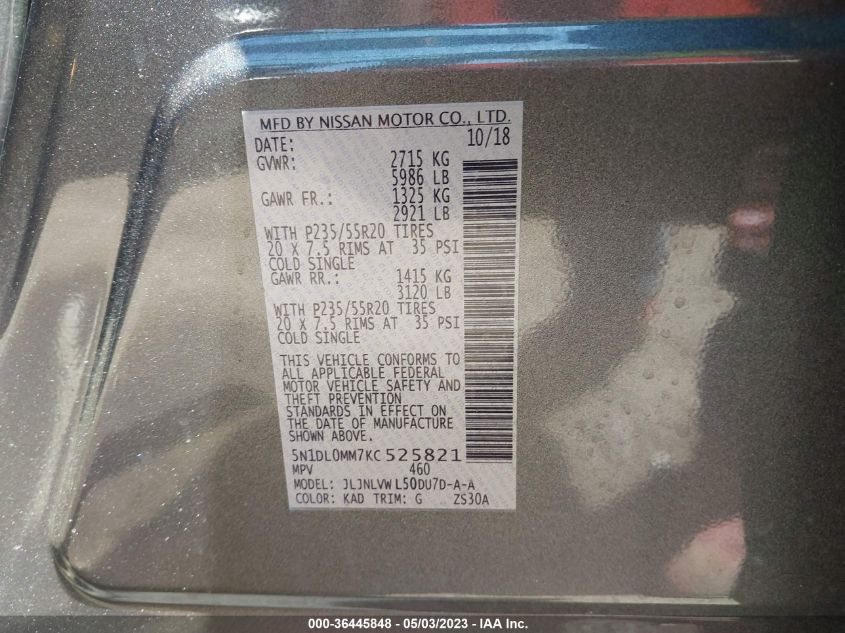 MFD BY NISSAN MOTOR CO., LTD.
DATE: 10/18
GVWR: 2715 KG
5986 LB
GAWR FR.: 1325 KG
2921 LB
WITH P235/55R20 TIRES
20 X 7.5 RIMS AT 35 PSI
COLD SINGLE
GAWR RR.: 1415 KG
3120 LB
WITH P235/55R20 TIRES
20 X 7.5 RIMS AT 35 PSI
COLD SINGLE
THIS VEHICLE CONFORMS TO
ALL APPLICABLE FEDERAL
MOTOR VEHICLE SAFETY AND
THEFT PREVENTION
STANDARDS IN EFFECT ON
THE DATE OF MANUFACTURE
SHOWN ABOVE.
5N1DL0MM7KC525821
MPV 460
MODEL: JLJNLVWL50DU7D-A-A
COLOR: KAD TRIM: G ZS30A
000-36445848 - 05/03/2023 - IAA Inc.